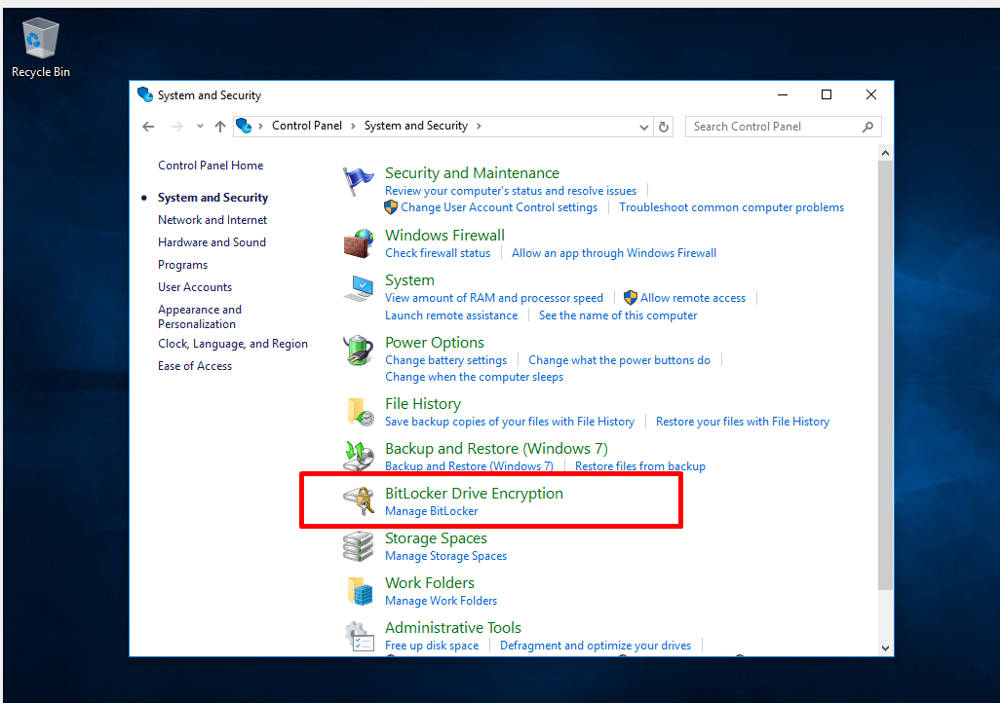 Recycle Bin
System and Security
Control Panel
System and Security
Search Control Panel
Control Panel Home
System and Security
Network and Internet
Hardware and Sound
Programs
User Accounts
Appearance and
Personalization
Clock, Language, and Region
Ease of Access
Security and Maintenance
Review your computer's status and resolve issues
Change User Account Control settings
Troubleshoot common computer problems
Windows Firewall
Check firewall status
Allow an app through Windows Firewall
System
View amount of RAM and processor speed
Allow remote access
Launch remote assistance
See the name of this computer
Power Options
Change battery settings
Change what the power buttons do
Change when the computer sleeps
File History
Save backup copies of your files with File History
Restore your files with File History
Backup and Restore (Windows 7)
Backup and Restore (Windows 7)
Restore files from backup
BitLocker Drive Encryption
Manage BitLocker
Storage Spaces
Manage Storage Spaces
Work Folders
Manage Work Folders
Administrative Tools
Free up disk space
Defragment and optimize your drives